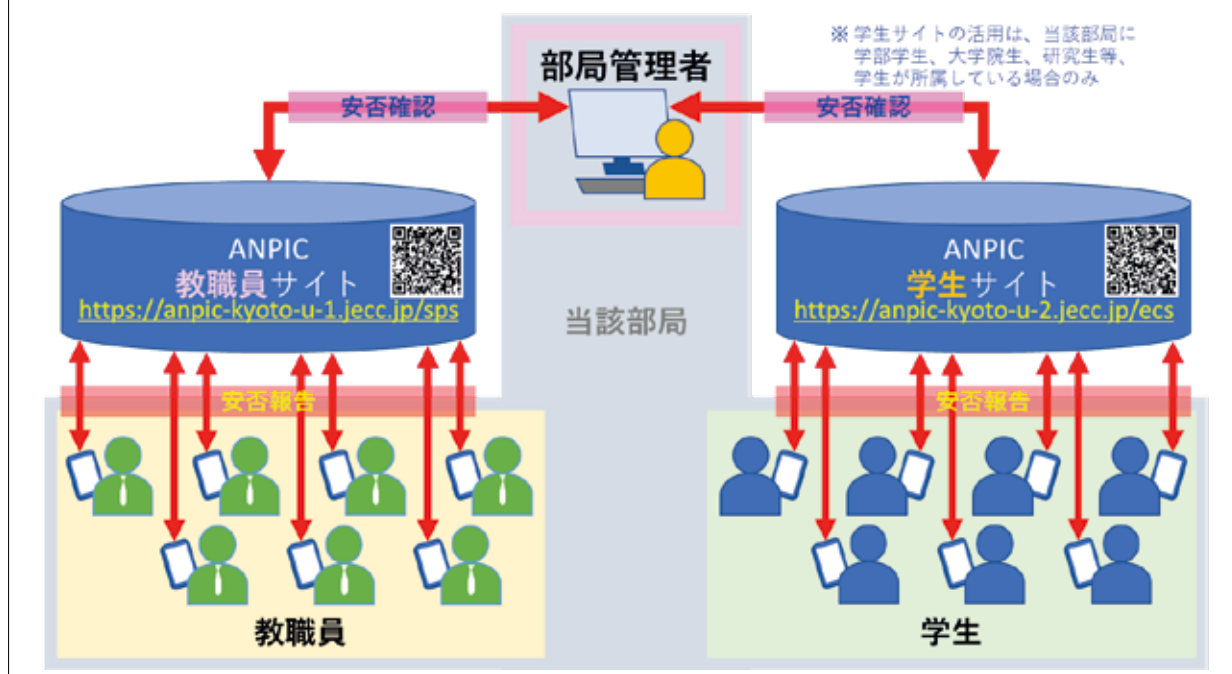 ※ 学生サイトの活用は、当該部局に
学部学生、大学院生、研究生等、
学生が所属している場合のみ
部局管理者
安否確認
安否確認
ANPIC
教職員サイト
https://anpic-kyoto-u-1.jecc.jp/sps
ANPIC
学生サイト
https://anpic-kyoto-u-2.jecc.jp/ecs
当該部局
安否報告
安否報告
教職員
学生